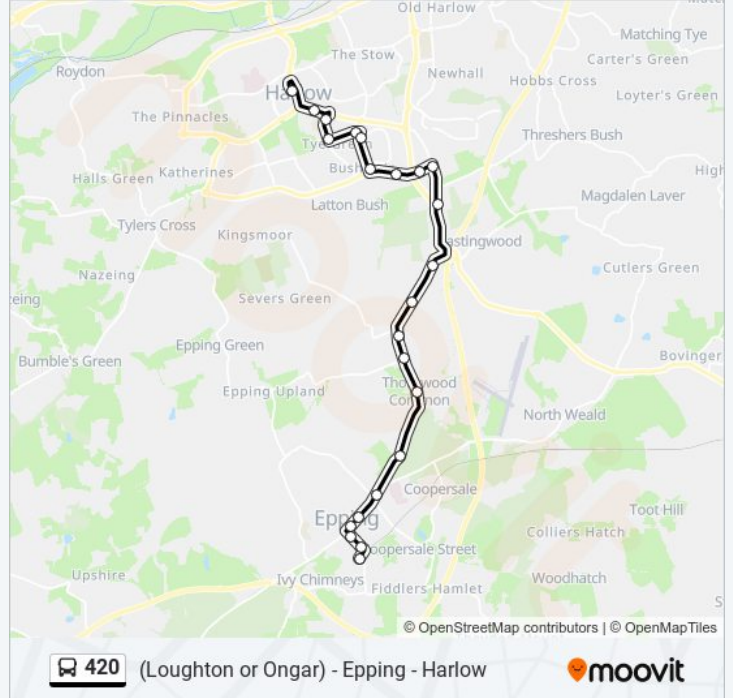 Old Harlow
Matching Tye
The Stow
Carter's Green
Roydon
Newhall
Hobbs Cross
Harlow
Loyter's Green
The Pinnacles
Threshers Bush
Tye Green
Bush
High
Halls Green
Katherines
Magdalen Laver
Latton Bush
Tylers Cross
Kingsmoor
astingwood
Cutlers Green
Nazeing
zeing
Severs Green
Epping Green
Bovinger
Bumble's Green
Thornwood
Common
Epping Upland
North Weald
Coopersale
Toot Hill
Epping
Colliers Hatch
oopersale Street
Upshire
Ivy Chimneys
Woodhatch
Fiddlers Hamlet
S
© OpenStreetMap contributors | © OpenMapTiles
420 (Loughton or Ongar) - Epping - Harlow
moovit